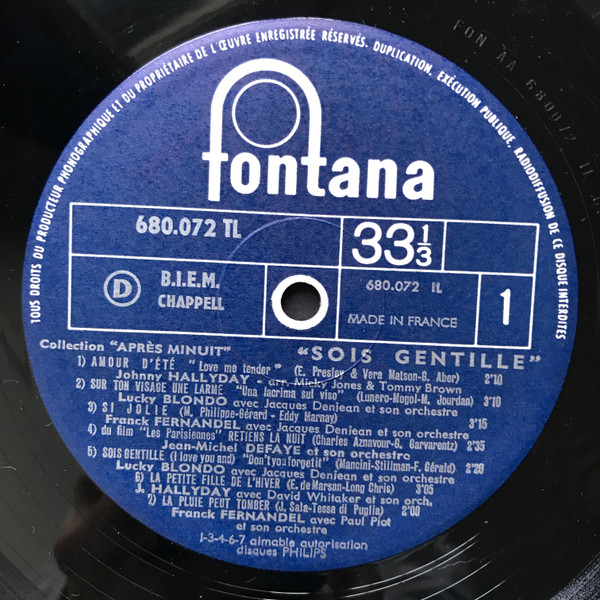 TOUS DROITS DU PRODUCTEUR PHONOGRAPHIQUE ET DU PROPRIÉTAIRE DE L'ŒUVRE ENREGISTRÉE RÉSERVÉS. DUPLICATION, EXÉCUTION PUBLIQUE, RADIODIFFUSION DE CE DISQUE INTERDITES
fontana
680.072 TL
33 1/3
D
B.I.E.M.
CHAPPELL
680.072 1L
MADE IN FRANCE
1
Collection "APRÈS MINUIT" "SOIS GENTILLE"
1) AMOUR D'ÉTÉ "Love me tender" (E. Presley & Vera Matson-G. Aber)
Johnny HALLYDAY - arr. Micky Jones & Tommy Brown 2'10
2) SUR TON VISAGE UNE LARME "Una lacrima sul viso" (Lunero-Mogol-M. Jourdan)
Lucky BLONDO avec Jacques Denjean et son orchestre 3'10
3) SI JOLIE (M. Philippe-Gérard - Eddy Marnay)
Franck FERNANDEL avec Jacques Denjean et son orchestre 3'15
4) du film "Les Parisiennes" RETIENS LA NUIT (Charles Aznavour-G. Garvarentz)
Jean-Michel DEFAYE et son orchestre 2'35
5) SOIS GENTILLE (I love you and) "Don't you forget it" (Mancini-Stillman-F. Gérald)
Lucky BLONDO avec Jacques Denjean et son orchestre 2'20
6) LA PETITE FILLE DE L'HIVER (E. de Marsan-Long Chris) 3'05
J. HALLYDAY avec David Whitaker et son orch.
7) LA PLUIE PEUT TOMBER (J. Sala-Tessa di Puglia) 2'00
Franck FERNANDEL avec Paul Piot
et son orchestre
1-3-4-6-7 aimable autorisation
disques PHILIPS